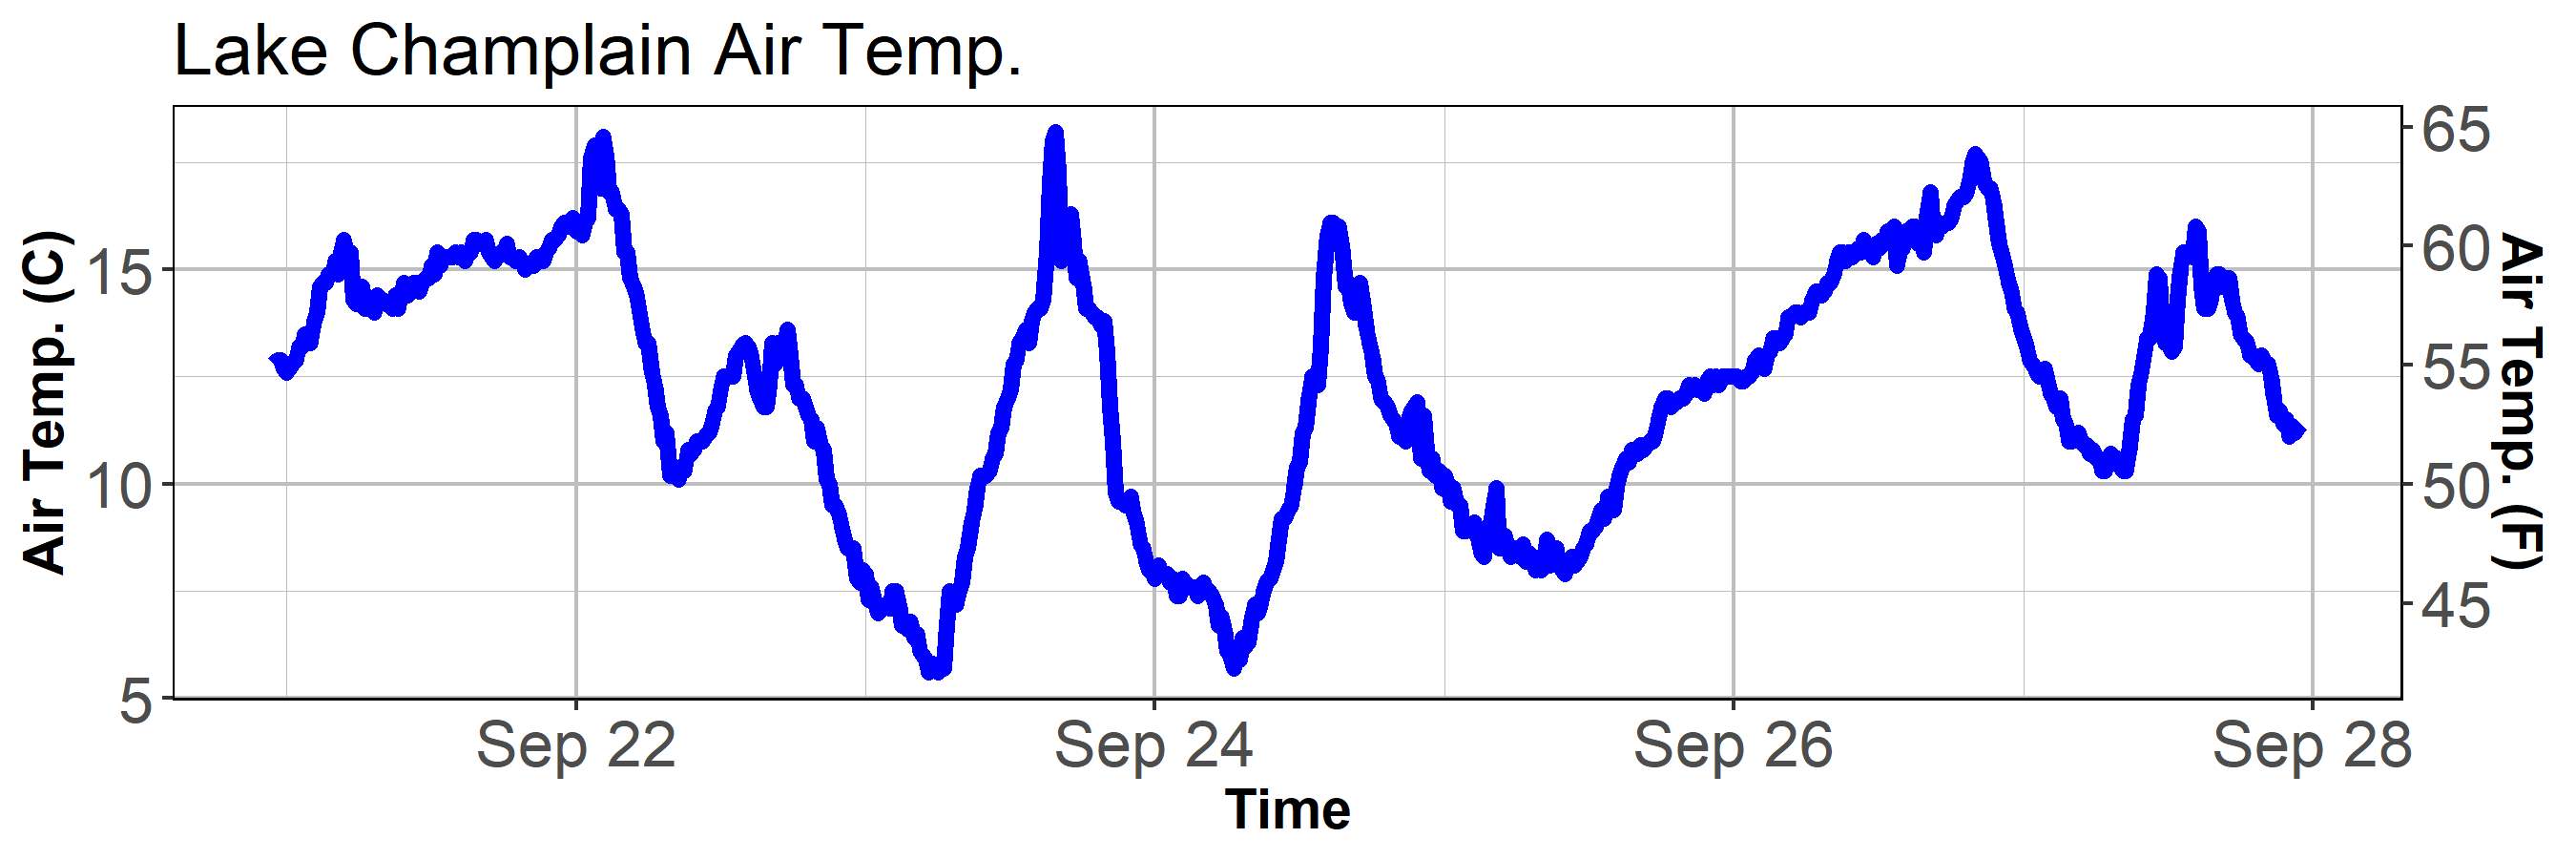 Lake Champlain Air Temp.
Air Temp. (C)
15
10
5
65
60
55
50
45
Air Temp. (F)
Sep 22
Sep 24
Sep 26
Sep 28
Time